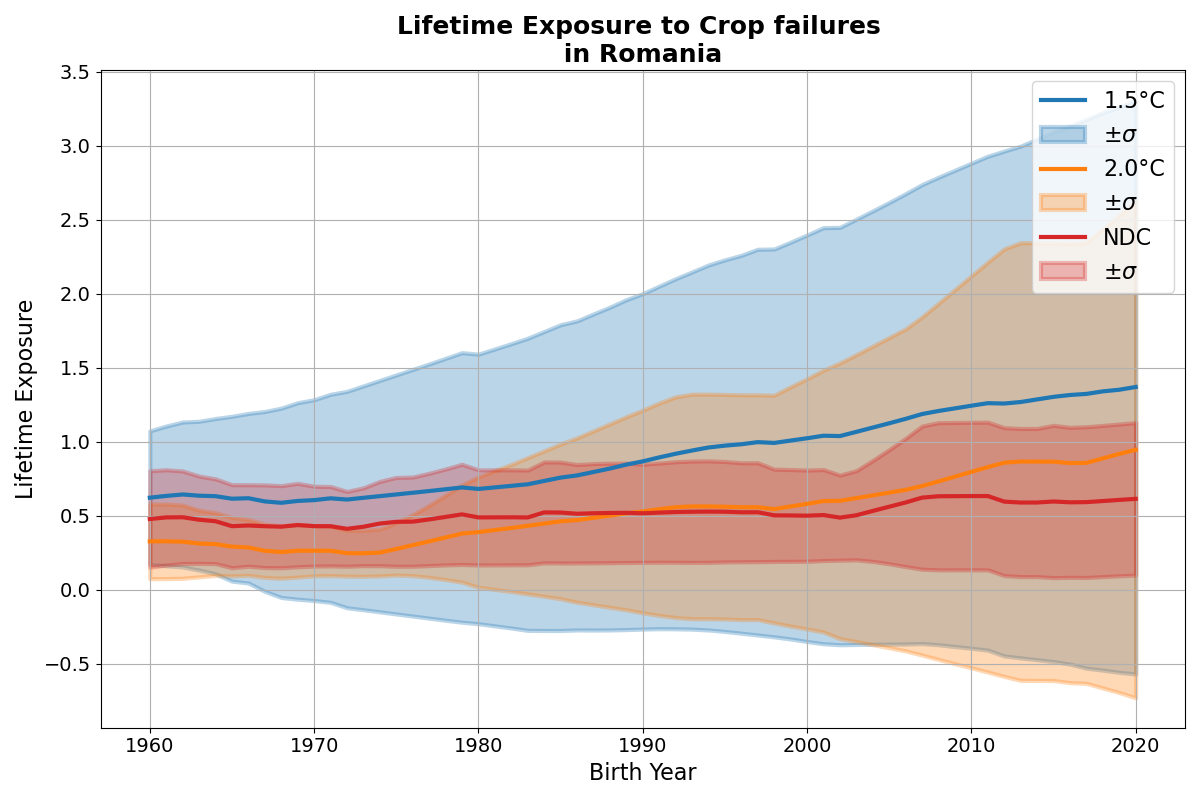 Lifetime Exposure to Crop failures
in Romania
Lifetime Exposure
3.5
3.0
2.5
2.0
1.5
1.0
0.5
0.0
−0.5
1960
1970
1980
1990
2000
2010
2020
Birth Year
1.5°C
±σ
2.0°C
±σ
NDC
±σ